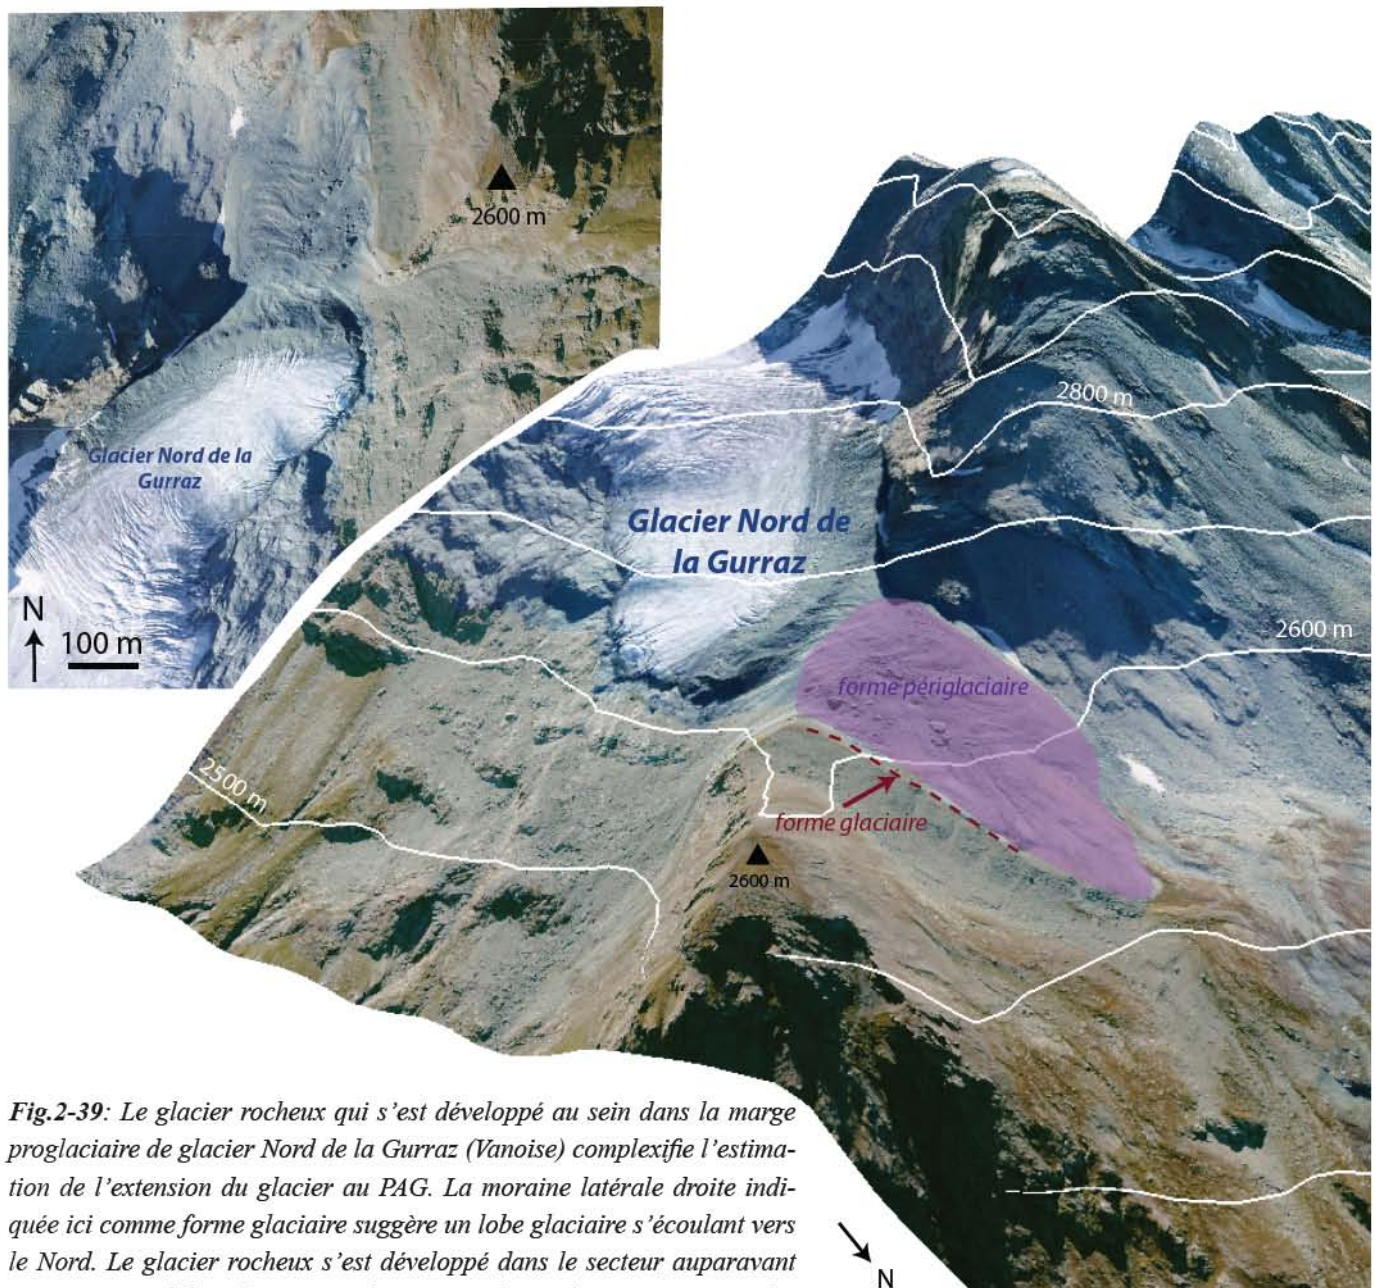 2600 m
Glacier Nord de la
Gurraz
N
100 m
2800 m
Glacier Nord de
la Gurraz
2600 m
forme périglaciaire
2500 m
forme glaciaire
2600 m
Fig.2-39: Le glacier rocheux qui s'est développé au sein dans la marge
proglaciaire de glacier Nord de la Gurraz (Vanoise) complexifie l'estima-
tion de l'extension du glacier au PAG. La moraine latérale droite indi-
quée ici comme forme glaciaire suggère un lobe glaciaire s'écoulant vers
le Nord. Le glacier rocheux s'est développé dans le secteur auparavant
N